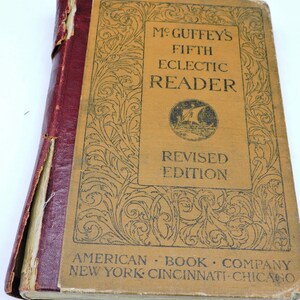 McGUFFEY'S
FIFTH
ECLECTIC
READER
REVISED
EDITION
AMERICAN · BOOK · COMPANY
NEW YORK · CINCINNATI · CHICAGO